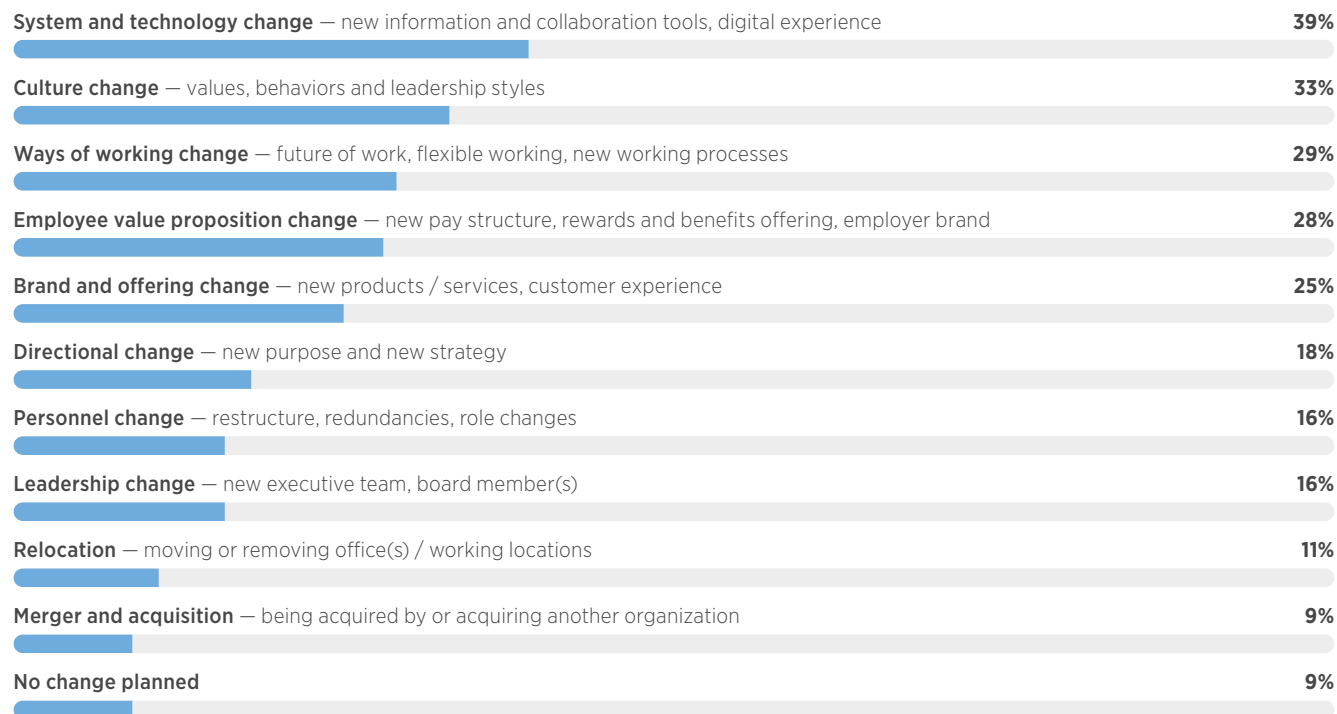 System and technology change — new information and collaboration tools, digital experience 39%
Culture change — values, behaviors and leadership styles 33%
Ways of working change — future of work, flexible working, new working processes 29%
Employee value proposition change — new pay structure, rewards and benefits offering, employer brand 28%
Brand and offering change — new products / services, customer experience 25%
Directional change — new purpose and new strategy 18%
Personnel change — restructure, redundancies, role changes 16%
Leadership change — new executive team, board member(s) 16%
Relocation — moving or removing office(s) / working locations 11%
Merger and acquisition — being acquired by or acquiring another organization 9%
No change planned 9%